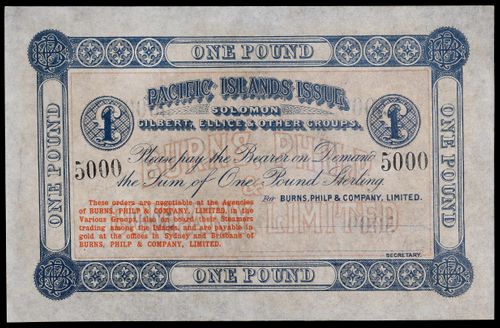 ONE POUND
PACIFIC ISLANDS' ISSUE
SOLOMON
GILBERT, ELLICE & OTHER GROUPS.
£1
£1
5000
5000
Please pay the Bearer on Demand
the Sum of One Pound Sterling.
For BURNS, PHILP & COMPANY, LIMITED.
BURNS PHILP
&
LIMITED
These orders are negotiable at the Agencies
of BURNS, PHILP & COMPANY, LIMITED, in the
Various Groups, also on board their Steamers
trading among the Islands, and are payable in
gold at the offices in Sydney and Brisbane of
BURNS, PHILP & COMPANY, LIMITED.
SECRETARY.
ONE POUND
ONE POUND
ONE POUND